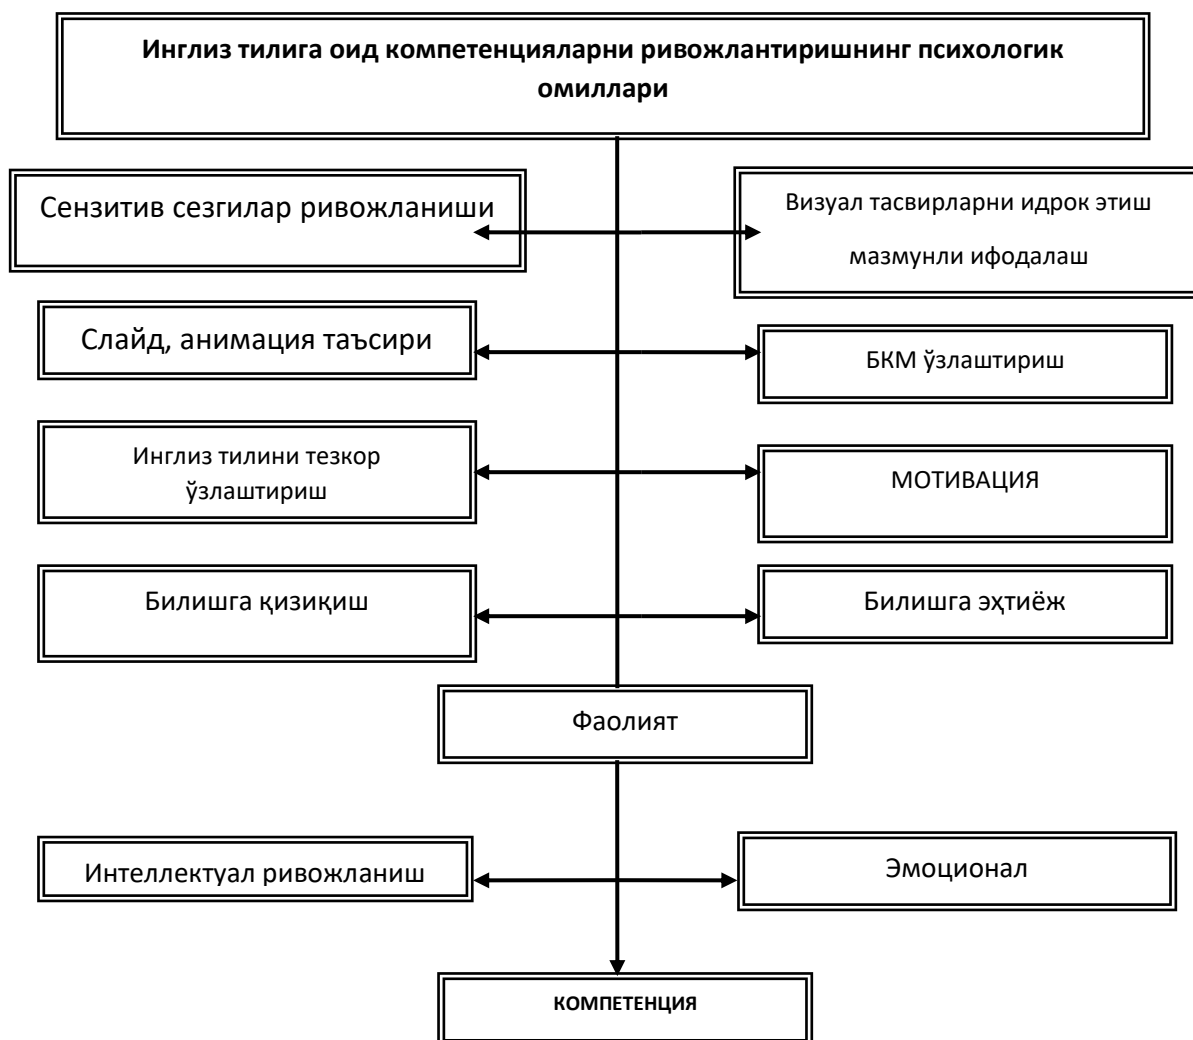 Инглиз тилига оид компетенцияларни ривожлантиришнинг психологик
омиллари
Сензитив сезгилар ривожланиши
Визуал тасвирларни идрок этиш
мазмунли ифодалаш
Слайд, анимация таъсири
БКМ ўзлаштириш
Инглиз тилини тезкор
ўзлаштириш
МОТИВАЦИЯ
Билишга қизиқиш
Билишга эҳтиёж
Фаолият
Интеллектуал ривожланиш
Эмоционал
КОМПЕТЕНЦИЯ